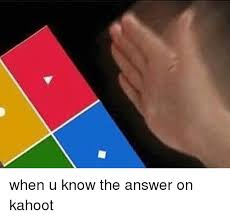 when u know the answer on
kahoot